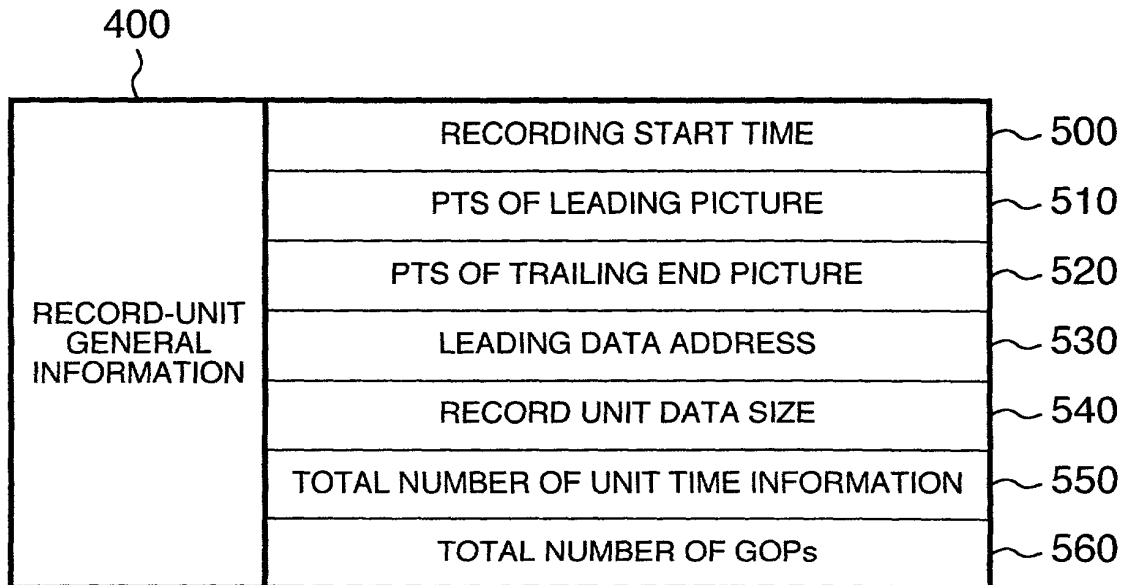 400
RECORD-UNIT
GENERAL
INFORMATION
RECORDING START TIME
500
PTS OF LEADING PICTURE
510
PTS OF TRAILING END PICTURE
520
LEADING DATA ADDRESS
530
RECORD UNIT DATA SIZE
540
TOTAL NUMBER OF UNIT TIME INFORMATION
550
TOTAL NUMBER OF GOPs
560